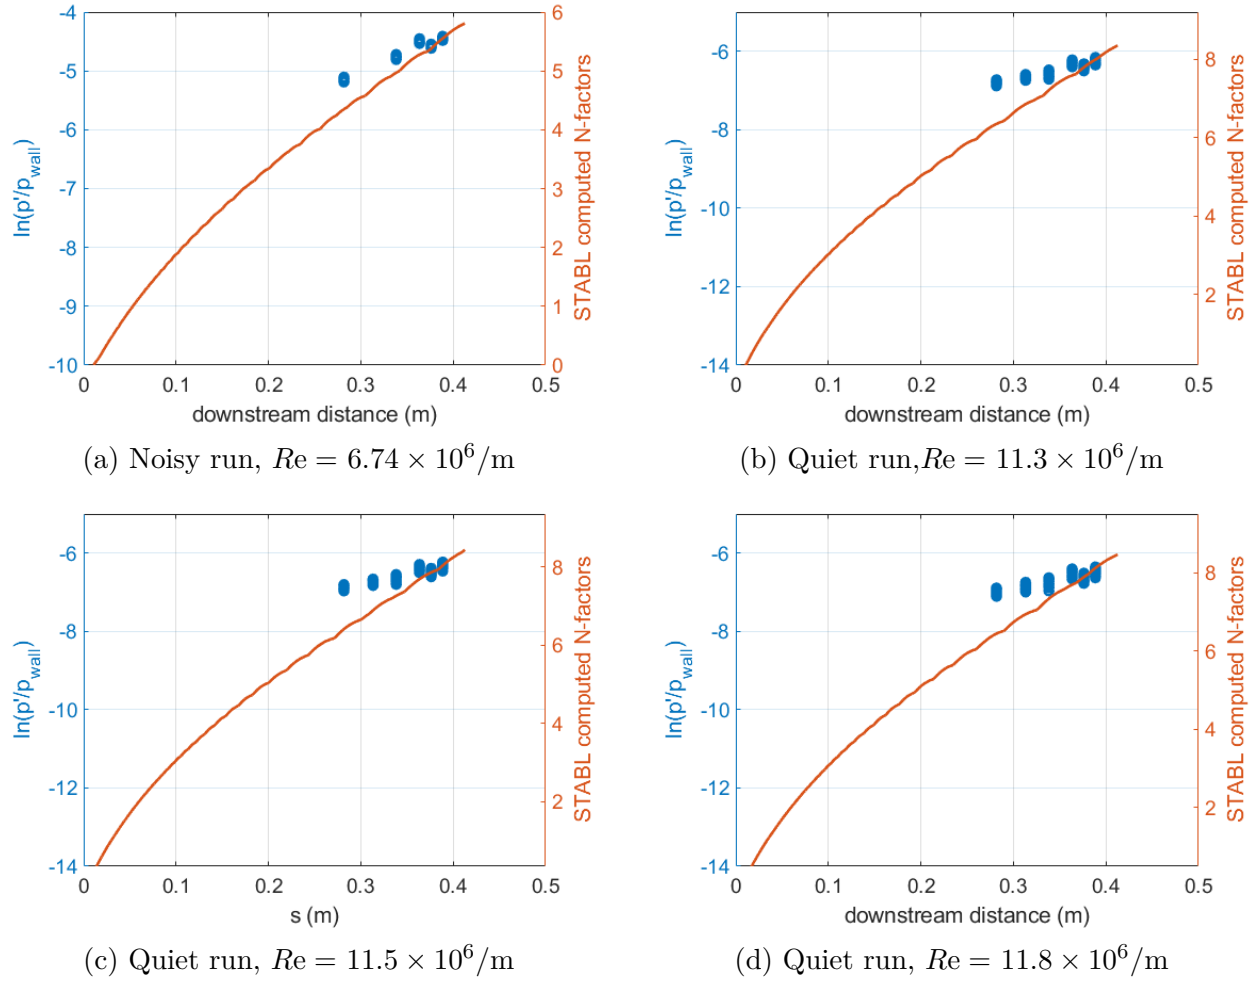 -4
-5
-6
-7
-8
-9
-10
6
5
4
3
2
1
0
0 0.1 0.2 0.3 0.4 0.5
ln(p'/p_wall)
STABL computed N-factors
downstream distance (m)
(a) Noisy run, Re = 6.74 × 10^6/m
-6
-8
-10
-12
-14
8
6
4
2
0 0.1 0.2 0.3 0.4 0.5
ln(p'/p_wall)
STABL computed N-factors
downstream distance (m)
(b) Quiet run,Re = 11.3 × 10^6/m
-6
-8
-10
-12
-14
8
6
4
2
0 0.1 0.2 0.3 0.4 0.5
ln(p'/p_wall)
STABL computed N-factors
s (m)
(c) Quiet run, Re = 11.5 × 10^6/m
-6
-8
-10
-12
-14
8
6
4
2
0 0.1 0.2 0.3 0.4 0.5
ln(p'/p_wall)
STABL computed N-factors
downstream distance (m)
(d) Quiet run, Re = 11.8 × 10^6/m